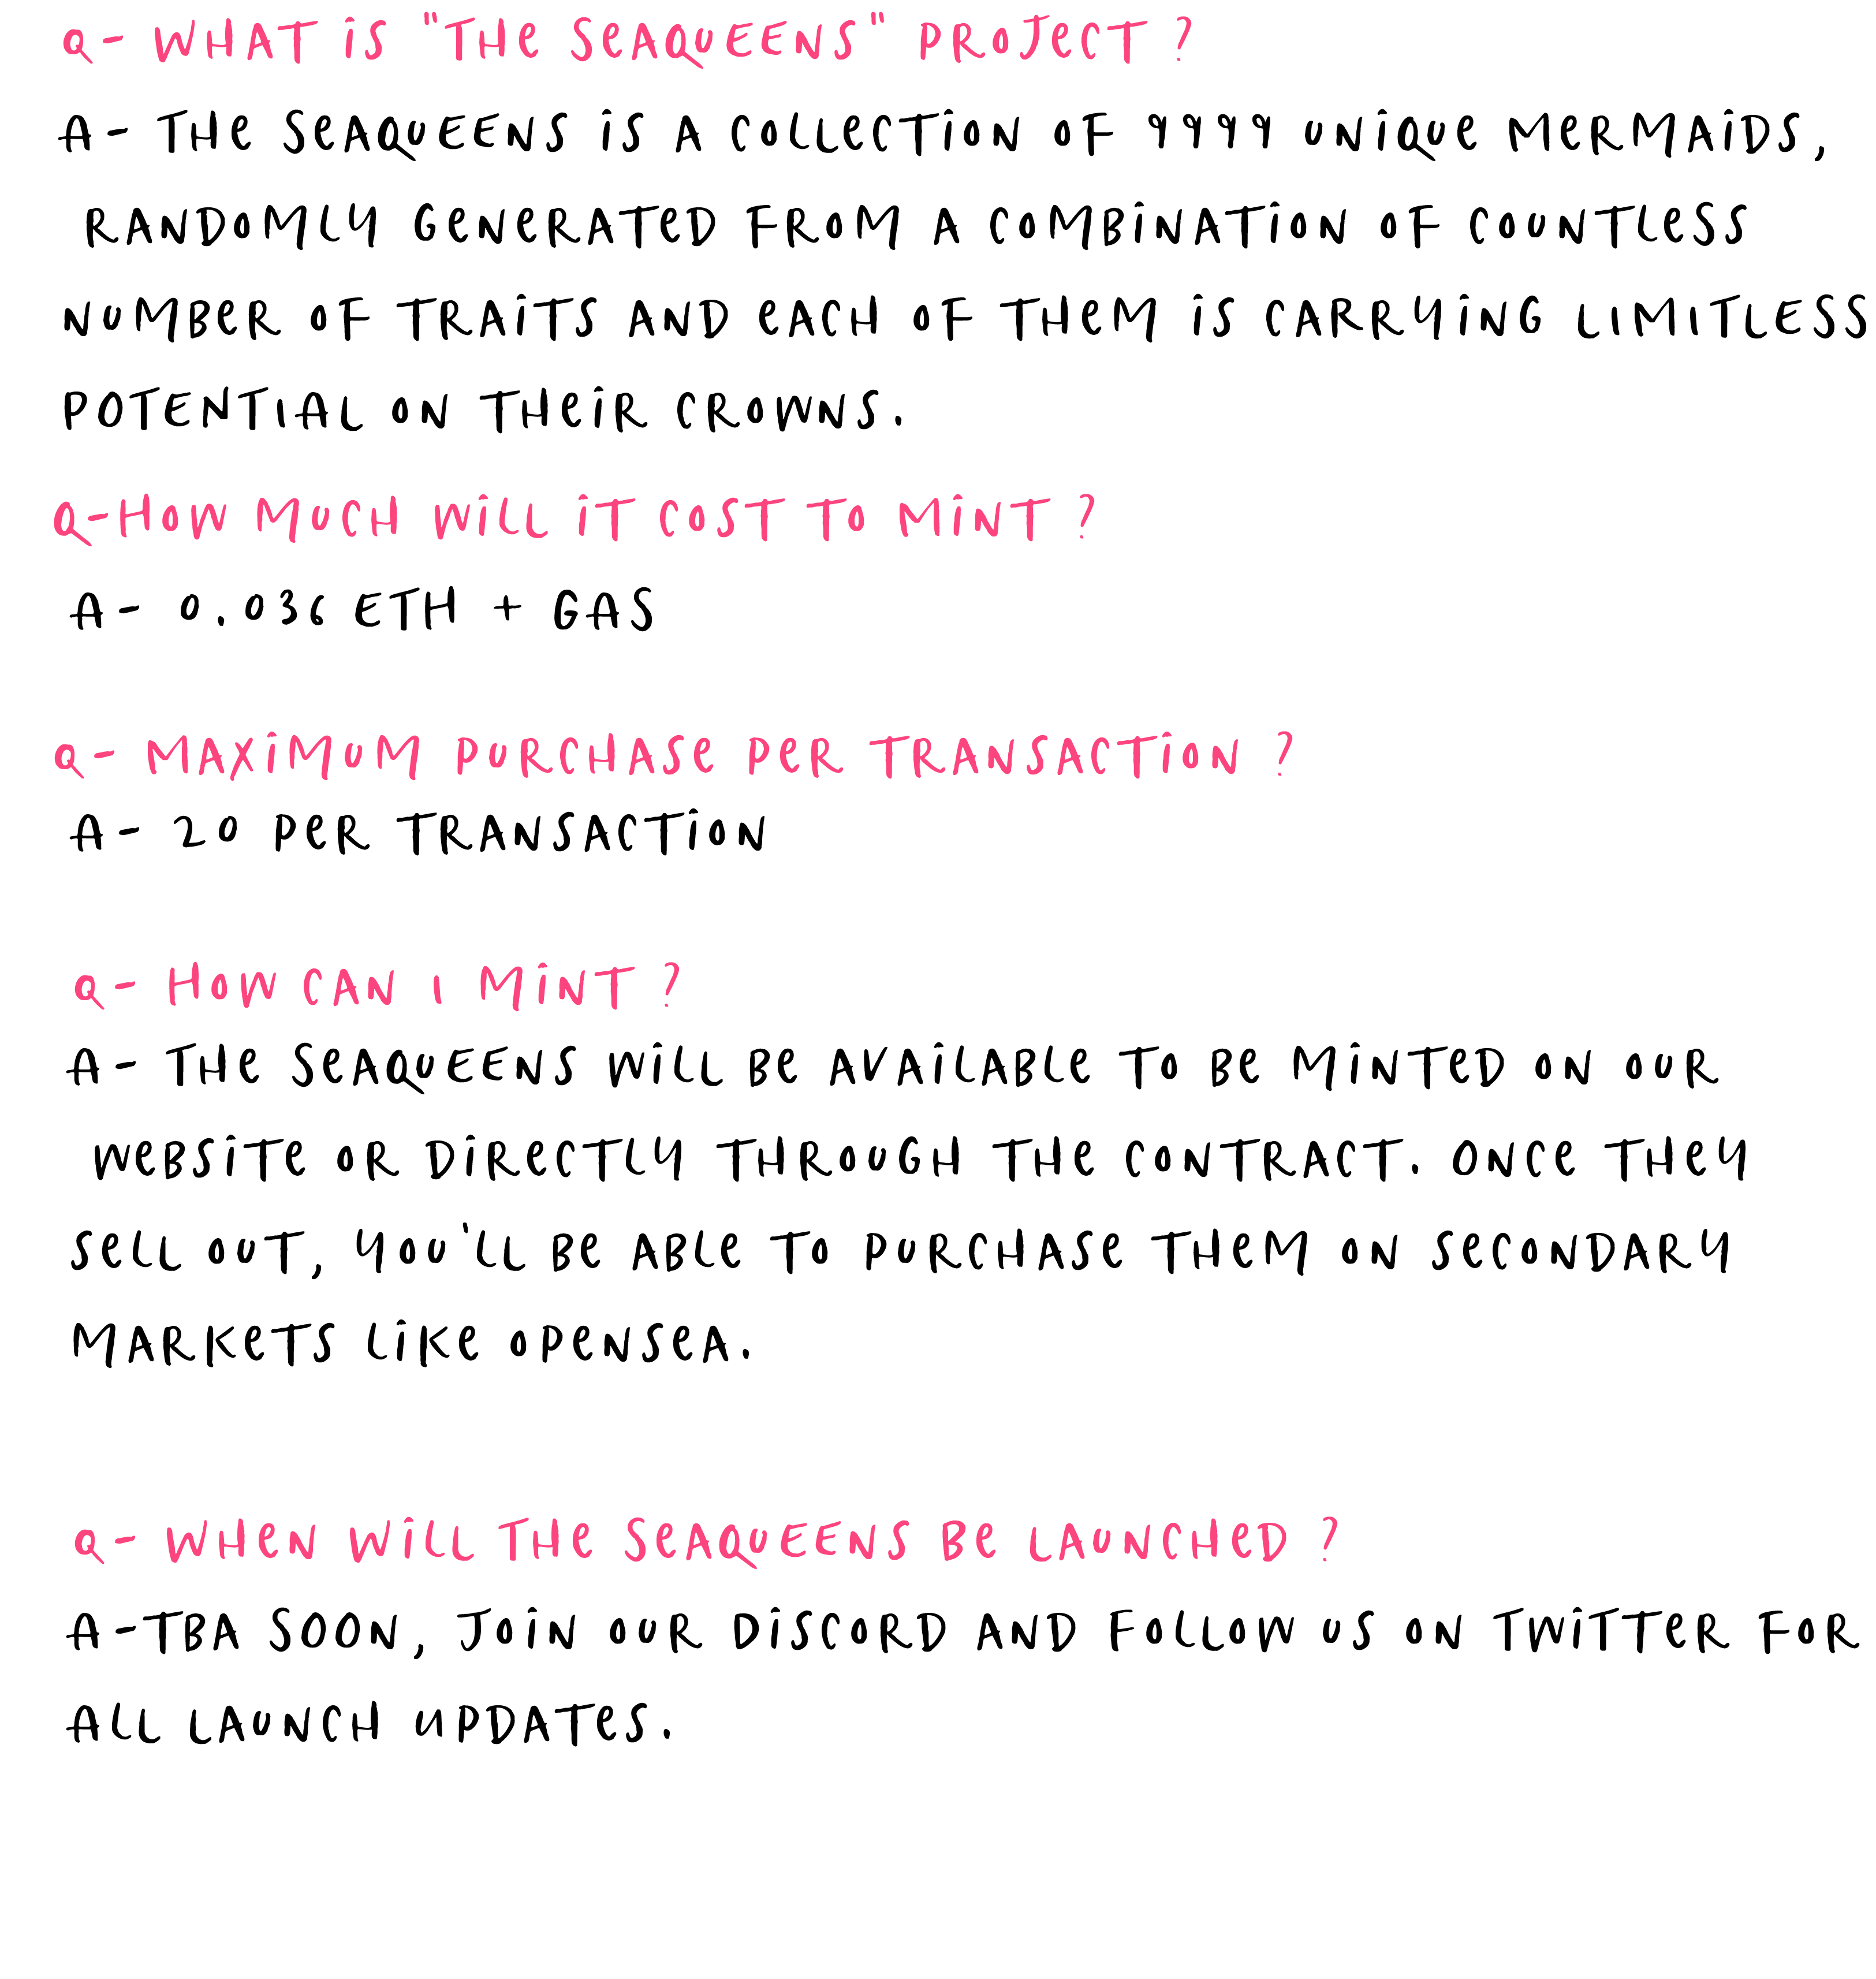 Q- WHAT iS "THe SeAQUEENS" PROJeCT ?
A- THe SeAQUEENS iS A COLLeCTiON OF 9999 UNiQUe MeRMAiDS,
RANDOMLY GeNeRATeD FROM A COMBiNATiON OF COUNTLeSS
NUMBeR OF TRAiTS AND eACH OF THeM iS CARRYiNG LIMITLESS
POTENTIAL ON THeiR CROWNS.
Q-HOW MUCH WiLL iT COST TO MiNT ?
A- 0.036 ETH + GAS
Q- MAXiMUM PURCHASe PeR TRANSACTiON ?
A- 20 PeR TRANSACTiON
Q- HOW CAN I MiNT ?
A- THe SeAQUEENS WiLL Be AVAiLABLe TO Be MiNTeD ON OUR
WeBSiTe OR DiReCTLY THROUGH THe CONTRACT. ONCe THeY
SeLL OUT, YOU'LL Be ABLe TO PURCHASe THeM ON SeCONDARY
MARKeTS LiKe OPeNSeA.
Q- WHeN WiLL THe SeAQUEENS Be LAUNCHeD ?
A-TBA SOON, JOiN OUR DiSCORD AND FOLLOW US ON TWiTTeR FOR
ALL LAUNCH UPDATeS.